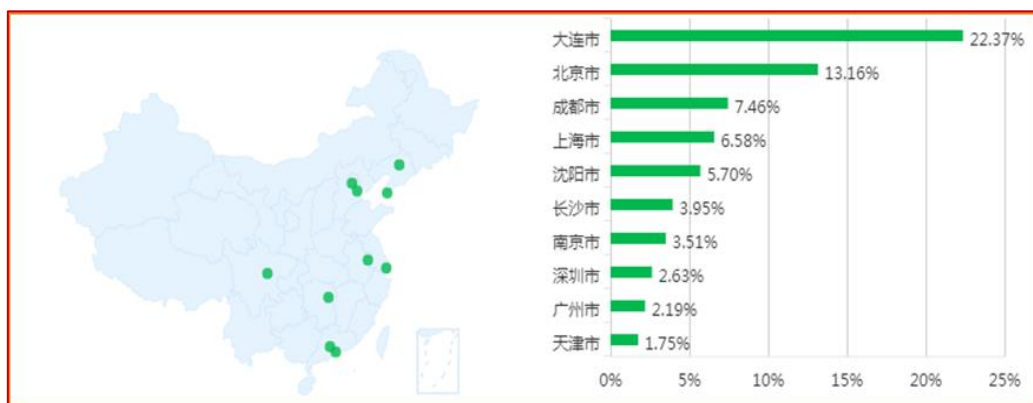 大连市 22.37%
北京市 13.16%
成都市 7.46%
上海市 6.58%
沈阳市 5.70%
长沙市 3.95%
南京市 3.51%
深圳市 2.63%
广州市 2.19%
天津市 1.75%
0% 5% 10% 15% 20% 25%